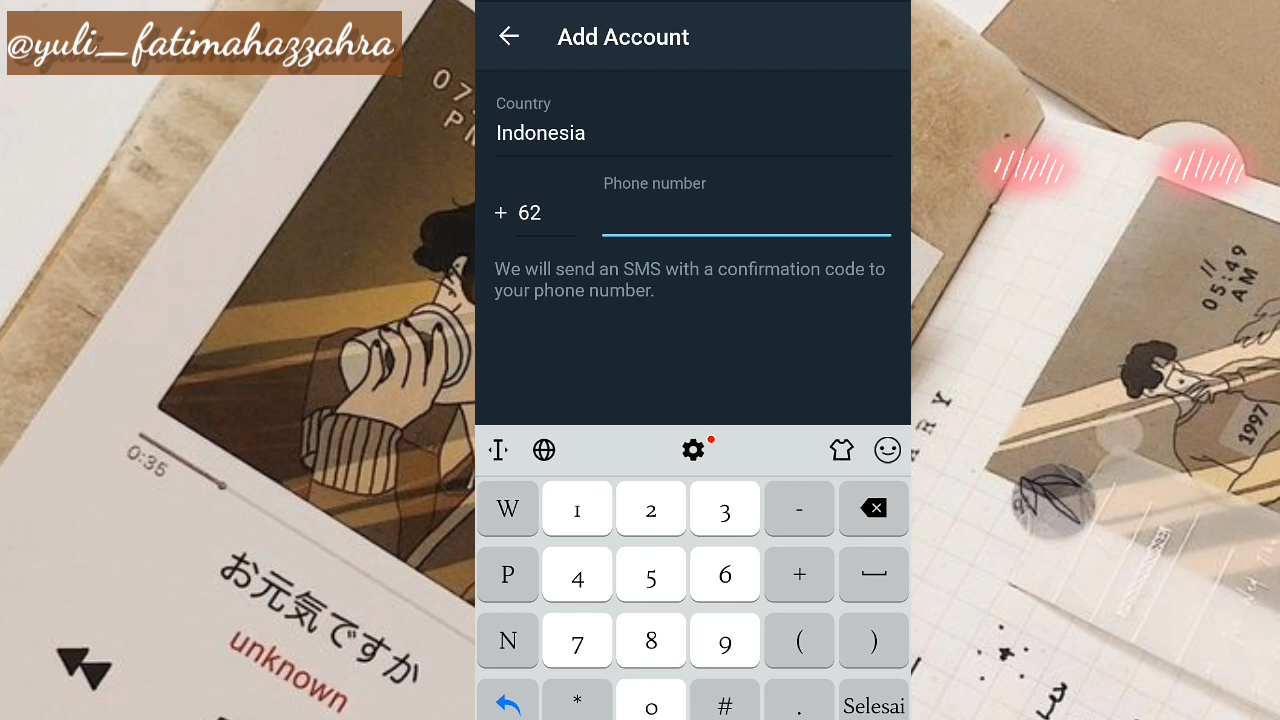 @yuli_fatimahazzahra
07
PM
0:35
お元気ですか
unknown
Add Account
Country
Indonesia
Phone number
+ 62
We will send an SMS with a confirmation code to
your phone number.
W 1 2 3 -
P 4 5 6 +
N 7 8 9 ( )
* 0 # . Selesai
//
05:49
AM
1997